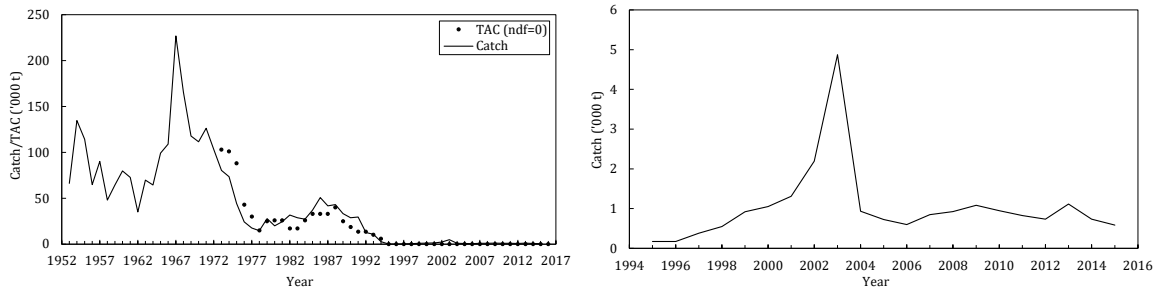 250
200
150
100
50
0
Catch/TAC ('000 t)
TAC (ndf=0)
Catch
1952 1957 1962 1967 1972 1977 1982 1987 1992 1997 2002 2007 2012 2017
Year
6
5
4
3
2
1
0
Catch ('000 t)
1994 1996 1998 2000 2002 2004 2006 2008 2010 2012 2014 2016
Year